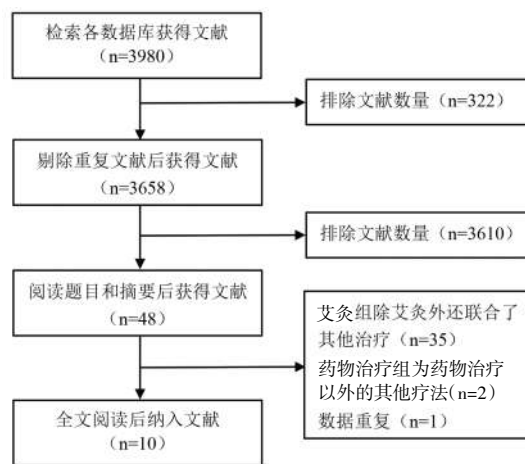 检索各数据库获得文献
（n=3980）
排除文献数量（n=322）
剔除重复文献后获得文献
（n=3658）
排除文献数量（n=3610）
阅读题目和摘要后获得文献
（n=48）
艾灸组除艾灸外还联合了
其他治疗（n=35）
药物治疗组为药物治疗
以外的其他疗法(n=2)
数据重复（n=1）
全文阅读后纳入文献
（n=10）